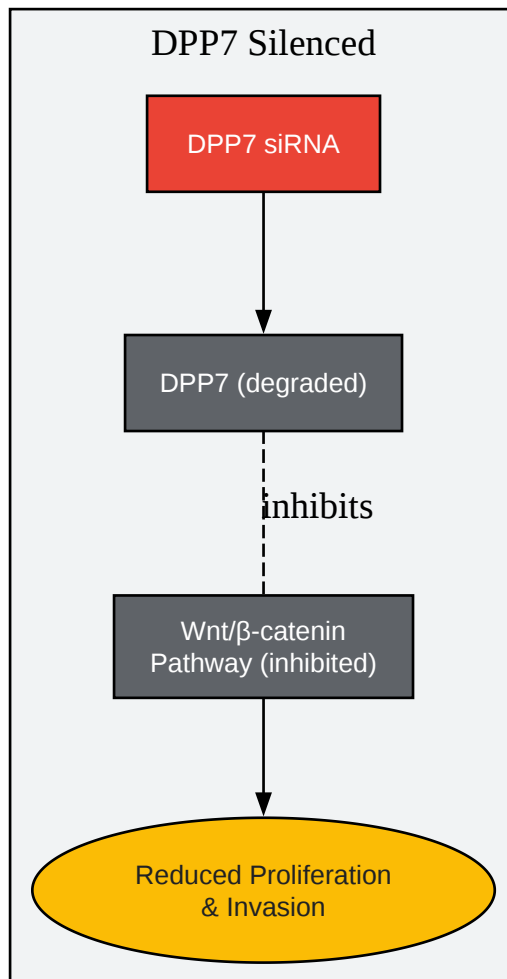 DPP7 Silenced
DPP7 siRNA
DPP7 (degraded)
inhibits
Wnt/β-catenin
Pathway (inhibited)
Reduced Proliferation
& Invasion